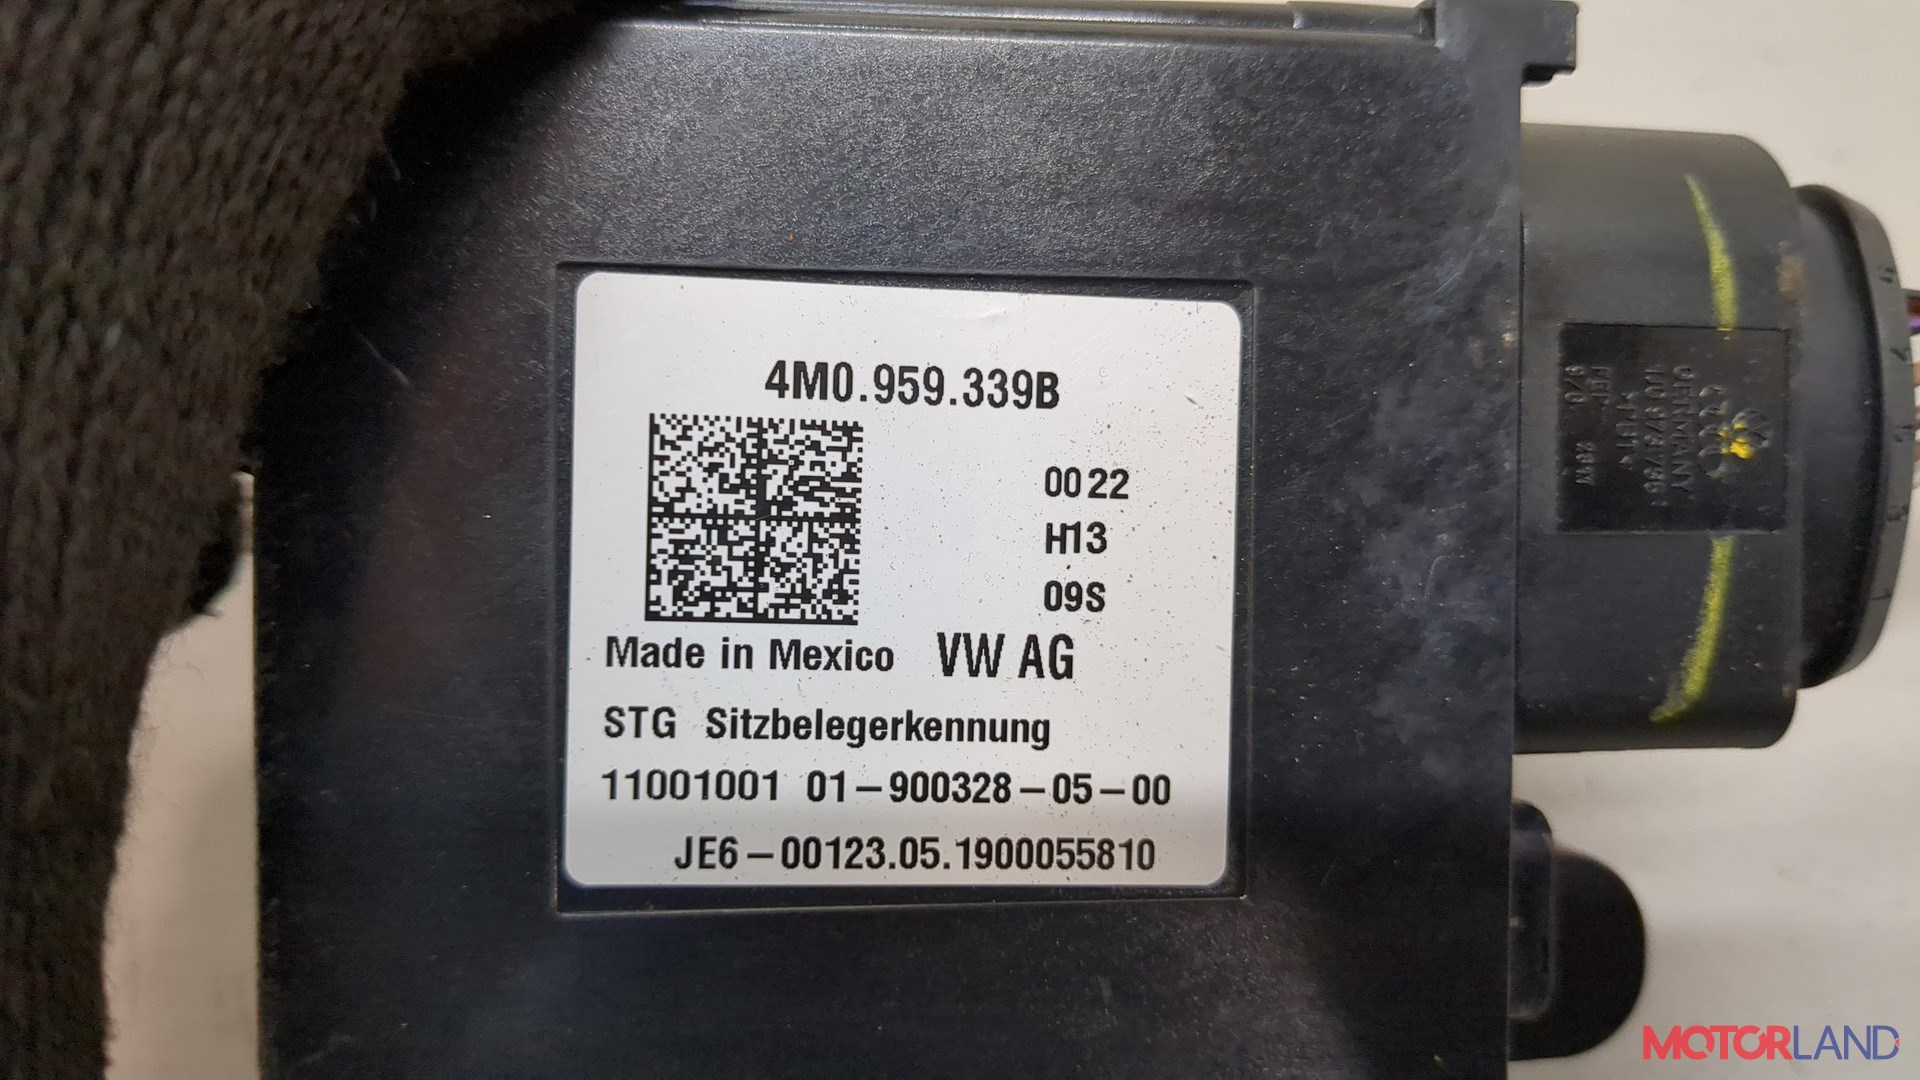 4M0.959.339B
0022
H13
09S
Made in Mexico VW AG
STG Sitzbelegerkennung
11001001 01-900328-05-00
JE6-00123.05.1900055810
GERMANY
MOTORLAND